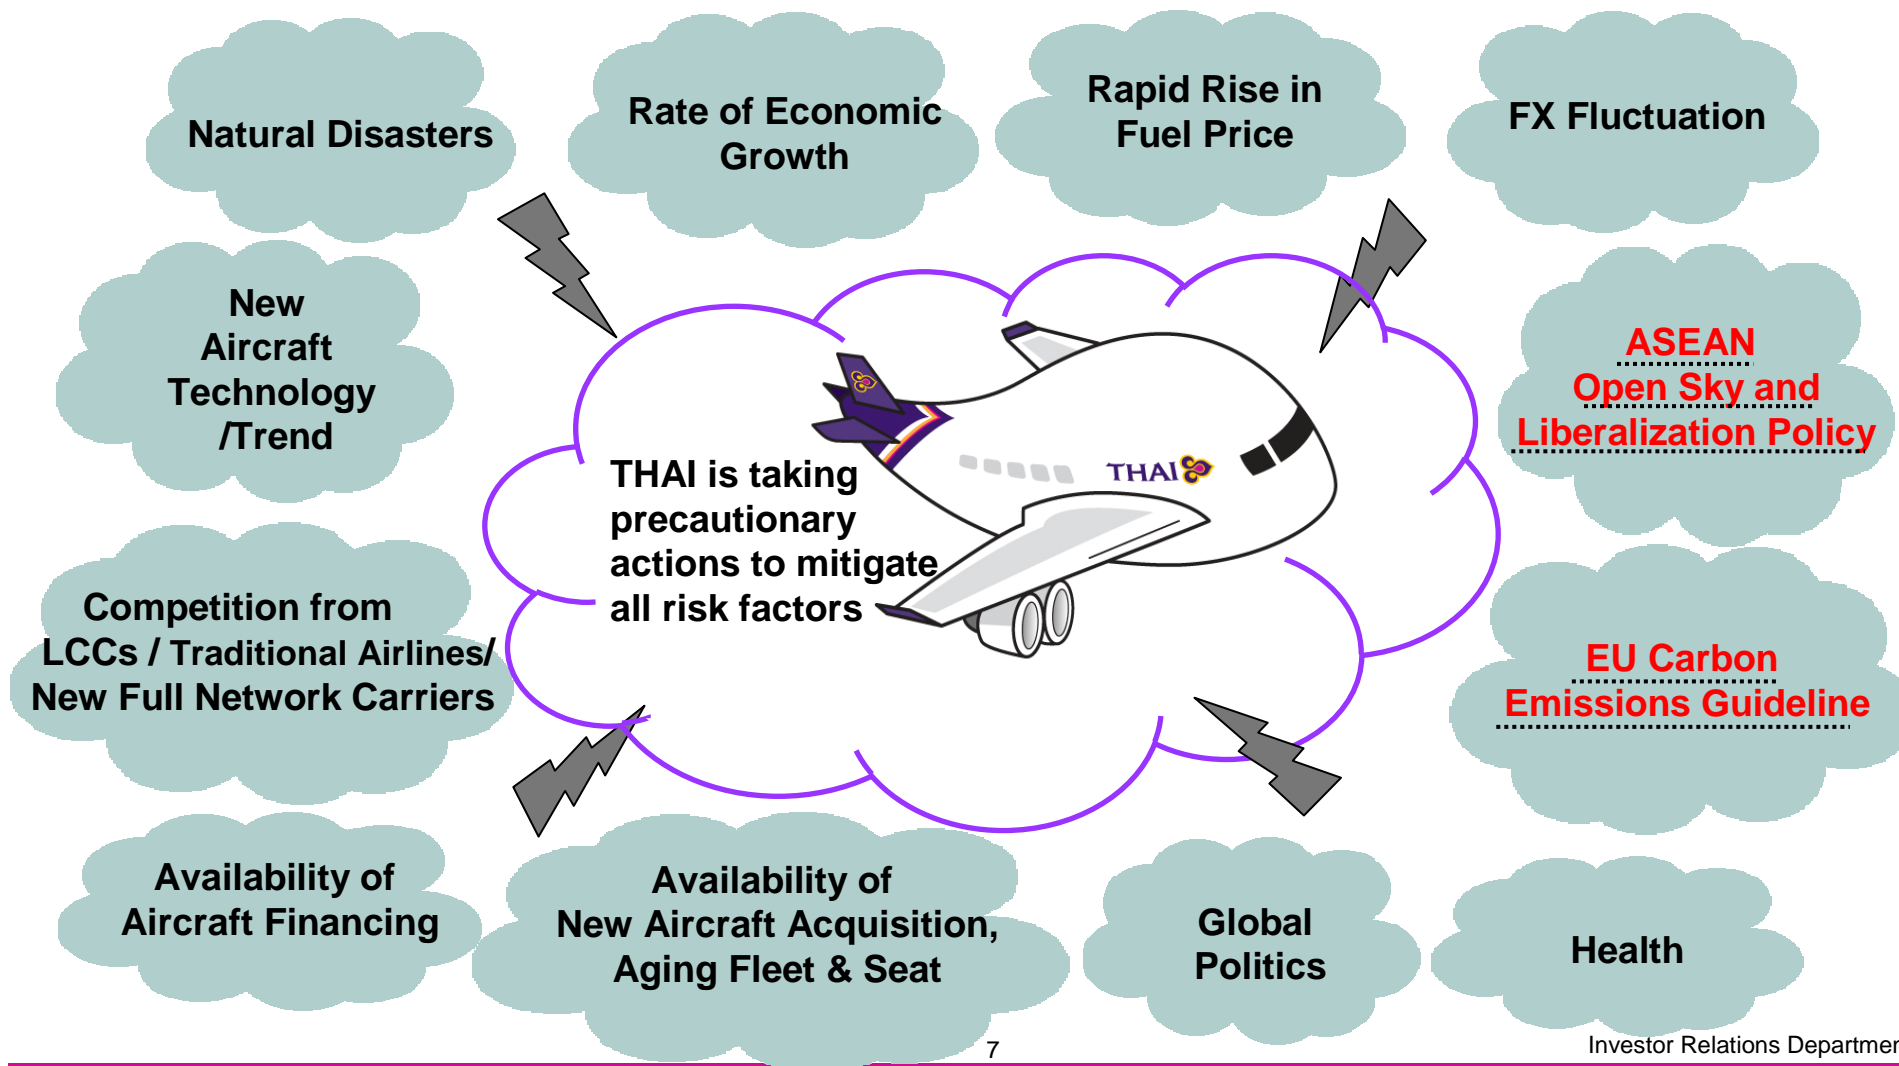 Natural Disasters
Rate of Economic
Growth
Rapid Rise in
Fuel Price
FX Fluctuation
New
Aircraft
Technology
/Trend
ASEAN
Open Sky and
Liberalization Policy
THAI
THAI is taking
precautionary
actions to mitigate
all risk factors
Competition from
LCCs / Traditional Airlines/
New Full Network Carriers
EU Carbon
Emissions Guideline
Availability of
Aircraft Financing
Availability of
New Aircraft Acquisition,
Aging Fleet & Seat
Global
Politics
Health
7
Investor Relations Departmen